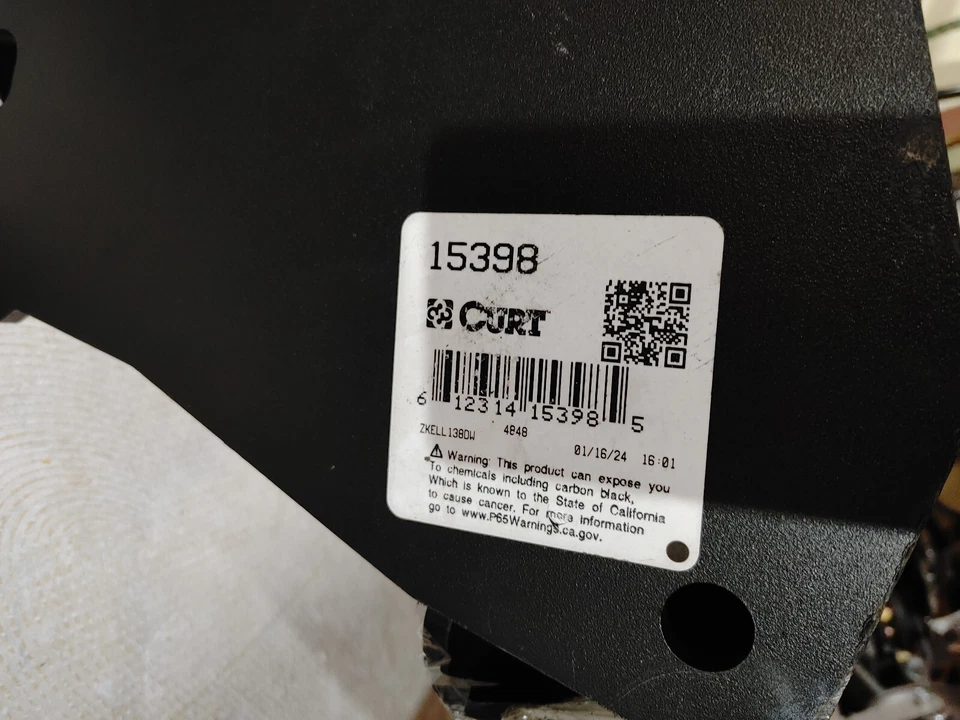 15398
CURT
6 12314 15398 5
ZKELL138DW 4848
01/16/24 16:01
Warning: This product can expose you
To chemicals including carbon black,
Which is known to the State of California
to cause cancer. For more information
go to www.P65Warnings.ca.gov.